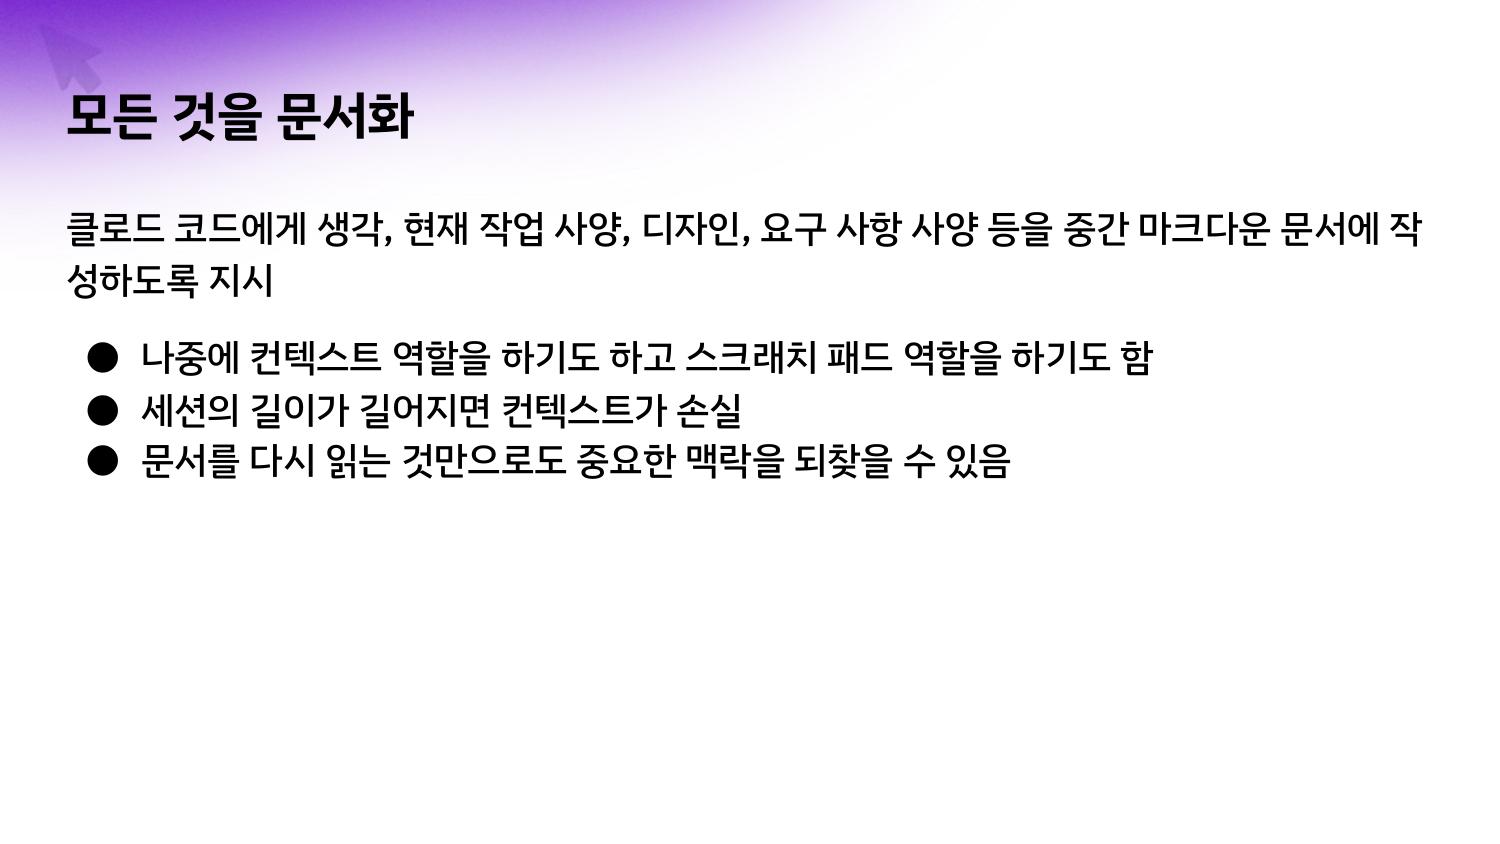 모든 것을 문서화
클로드 코드에게 생각, 현재 작업 사양, 디자인, 요구 사항 사양 등을 중간 마크다운 문서에 작
성하도록 지시
● 나중에 컨텍스트 역할을 하기도 하고 스크래치 패드 역할을 하기도 함
● 세션의 길이가 길어지면 컨텍스트가 손실
● 문서를 다시 읽는 것만으로도 중요한 맥락을 되찾을 수 있음